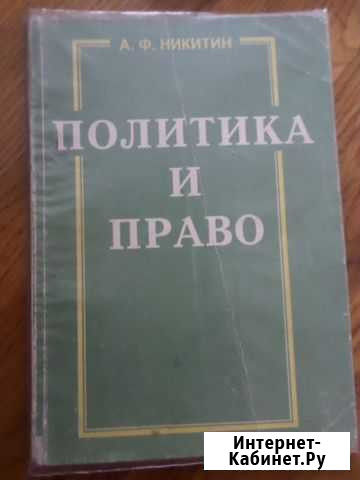 А. Ф. НИКИТИН
ПОЛИТИКА
И
ПРАВО
Интернет-
Кабинет.Ру